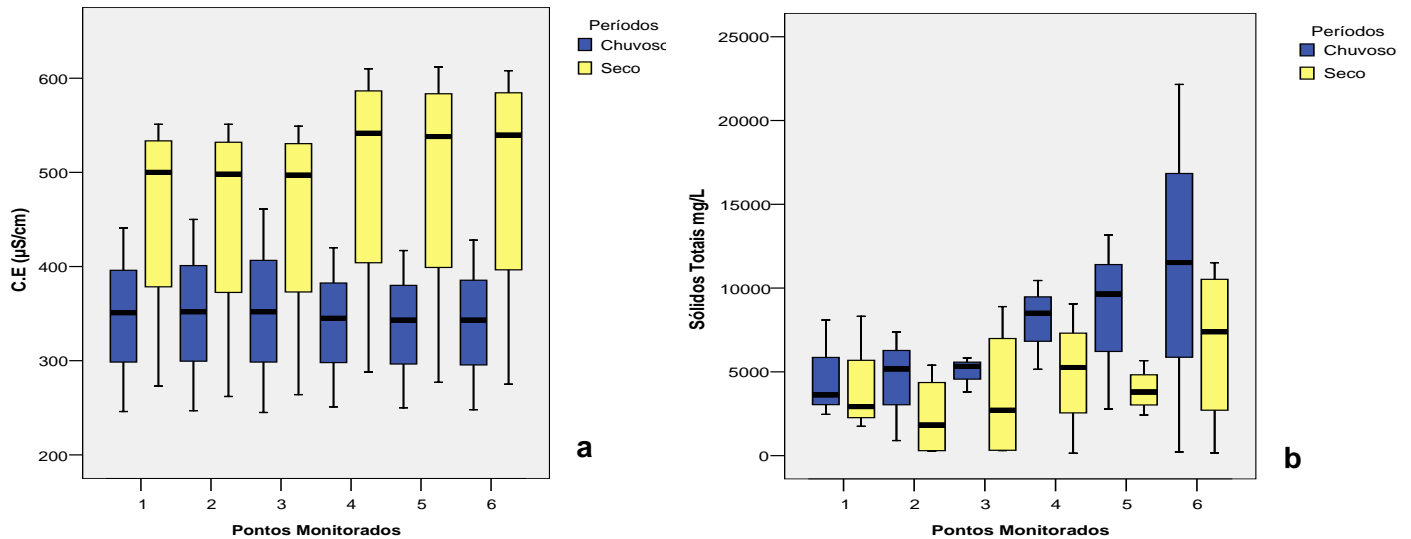 Períodos
Chuvoso
Seco
600
500
400
300
200
C.E (µS/cm)
1 2 3 4 5 6
Pontos Monitorados
a
Períodos
Chuvoso
Seco
25000
20000
15000
10000
5000
0
Sólidos Totais mg/L
1 2 3 4 5 6
Pontos Monitorados
b